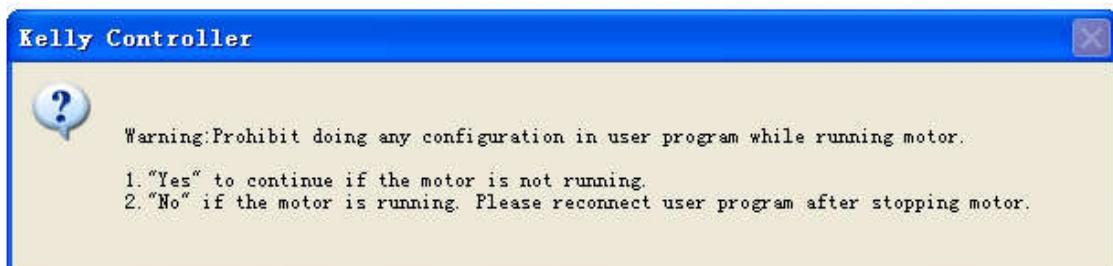 Kelly Controller
Warning:Prohibit doing any configuration in user program while running motor.
1."Yes" to continue if the motor is not running.
2."No" if the motor is running. Please reconnect user program after stopping motor.